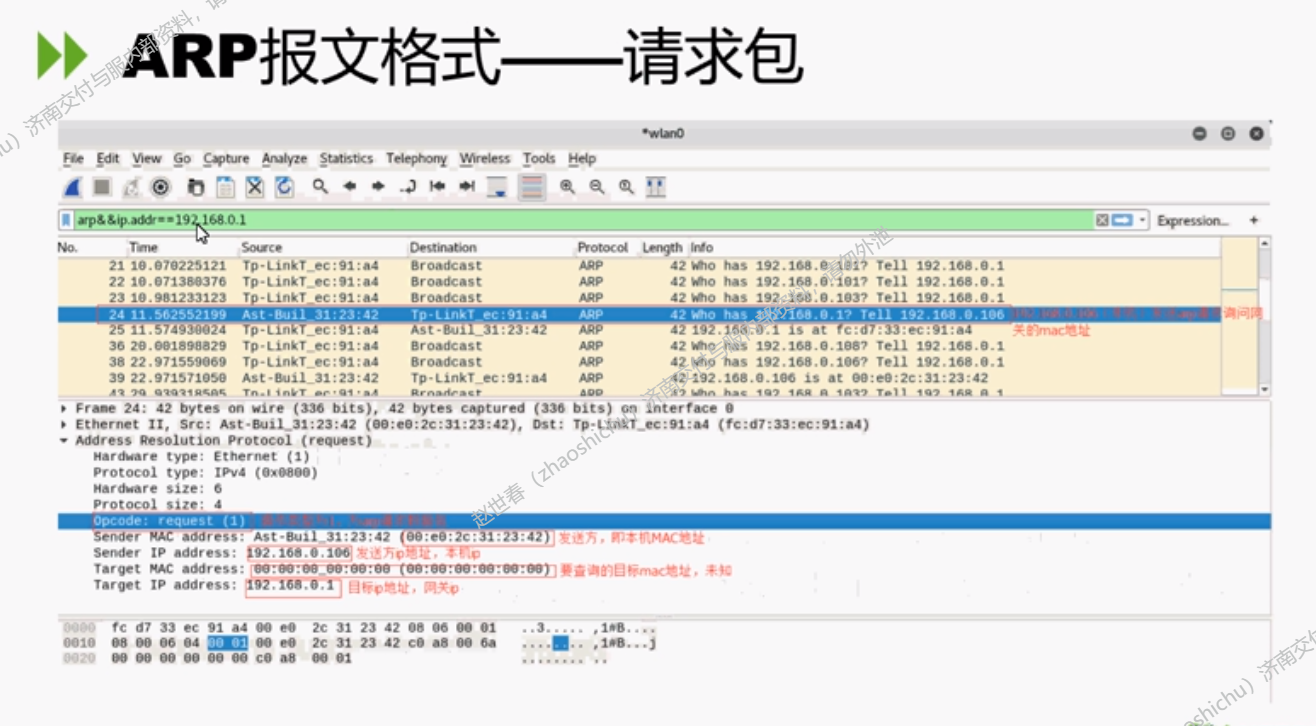 ARP报文格式——请求包
*wlan0
File Edit View Go Capture Analyze Statistics Telephony Wireless Tools Help
arp&&ip.addr==192.168.0.1 Expression... +
No. Time Source Destination Protocol Length Info
21 10.070225121 Tp-LinkT_ec:91:a4 Broadcast ARP 42 Who has 192.168.0.101? Tell 192.168.0.1
22 10.071380376 Tp-LinkT_ec:91:a4 Broadcast ARP 42 Who has 192.168.0.101? Tell 192.168.0.1
23 10.981233123 Tp-LinkT_ec:91:a4 Broadcast ARP 42 Who has 192.168.0.103? Tell 192.168.0.1
24 11.562552199 Ast-Buil_31:23:42 Tp-LinkT_ec:91:a4 ARP 42 Who has 192.168.0.1? Tell 192.168.0.106 询问网
25 11.574930024 Tp-LinkT_ec:91:a4 Ast-Buil_31:23:42 ARP 42 192.168.0.1 is at fc:d7:33:ec:91:a4 关的mac地址
36 20.001898829 Tp-LinkT_ec:91:a4 Broadcast ARP 42 Who has 192.168.0.108? Tell 192.168.0.1
38 22.971559069 Tp-LinkT_ec:91:a4 Broadcast ARP 42 Who has 192.168.0.106? Tell 192.168.0.1
39 22.971571050 Ast-Buil_31:23:42 Tp-LinkT_ec:91:a4 ARP 42 192.168.0.106 is at 00:e0:2c:31:23:42
43 29.939318505 Tp-LinkT_ec:91:a4 Broadcast ARP 42 Who has 192.168.0.103? Tell 192.168.0.1
Frame 24: 42 bytes on wire (336 bits), 42 bytes captured (336 bits) on interface 0
Ethernet II, Src: Ast-Buil_31:23:42 (00:e0:2c:31:23:42), Dst: Tp-LinkT_ec:91:a4 (fc:d7:33:ec:91:a4)
Address Resolution Protocol (request)
Hardware type: Ethernet (1)
Protocol type: IPv4 (0x0800)
Hardware size: 6
Protocol size: 4
Opcode: request (1)
Sender MAC address: Ast-Buil_31:23:42 (00:e0:2c:31:23:42) 发送方，即本机MAC地址
Sender IP address: 192.168.0.106 发送方ip地址，本机ip
Target MAC address: 00:00:00_00:00:00 (00:00:00:00:00:00) 要查询的目标mac地址，未知
Target IP address: 192.168.0.1 目标ip地址，网关ip
0000 fc d7 33 ec 91 a4 00 e0 2c 31 23 42 08 06 00 01 ..3..... ,1#B....
0010 08 00 06 04 00 01 00 e0 2c 31 23 42 c0 a8 00 6a ........ ,1#B...j
0020 00 00 00 00 00 00 c0 a8 00 01 ........ ..
赵世春（zhaoshichu）济南交付与服务部内部资料，请勿外泄